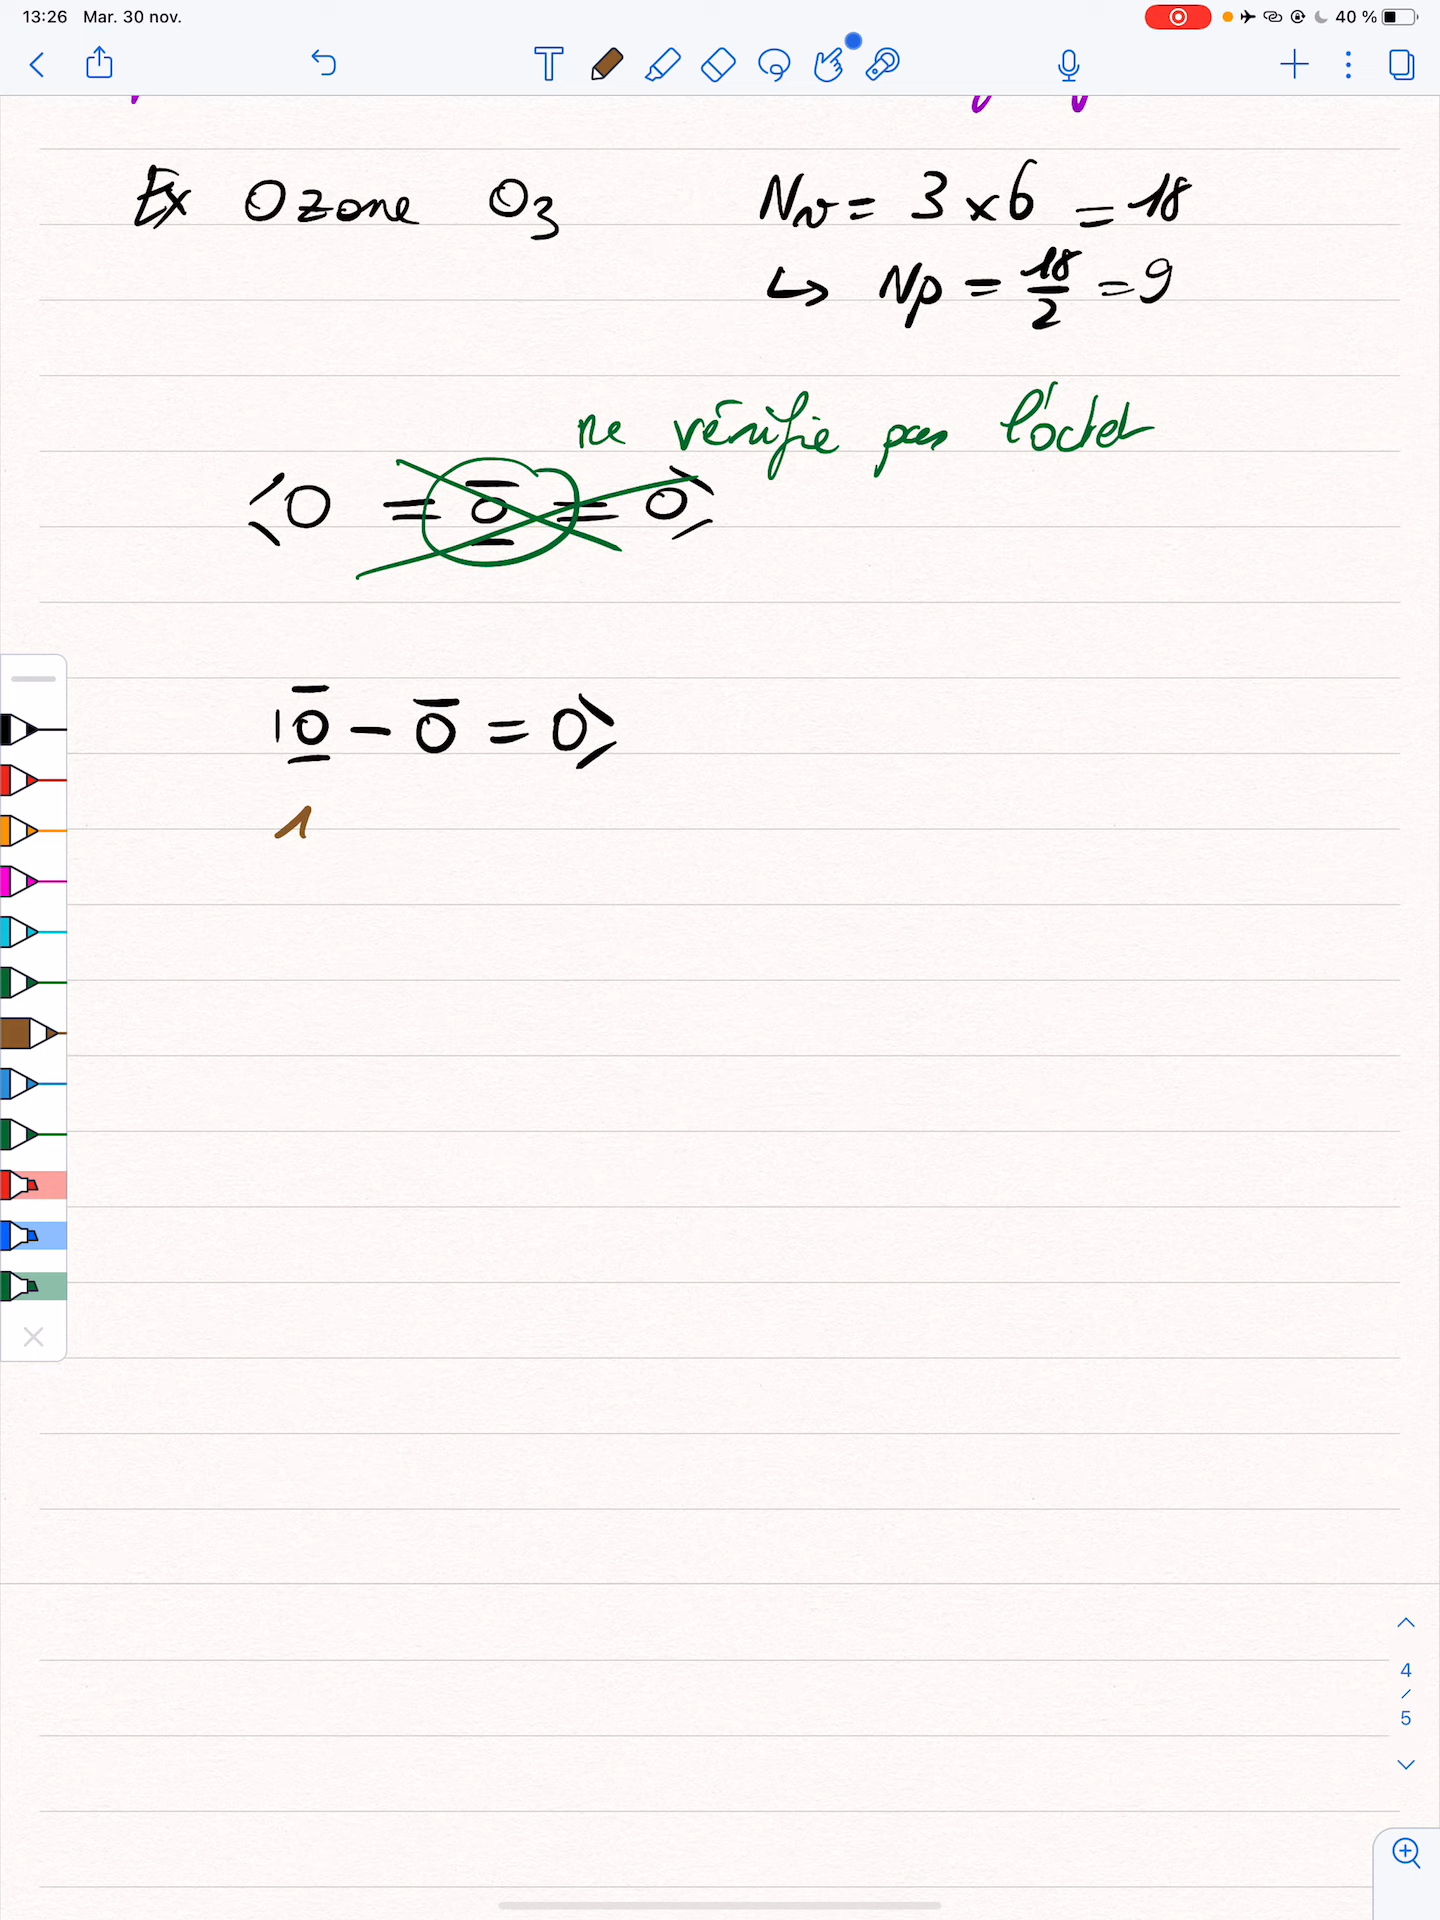 13:26 Mar. 30 nov. 40 %
T
Ex Ozone O₃ Nv = 3 x 6 = 18
↳ Np = 18/2 = 9
ne vérifie pas l'octet
O = O = O
|O - O = O
1
4
/
5